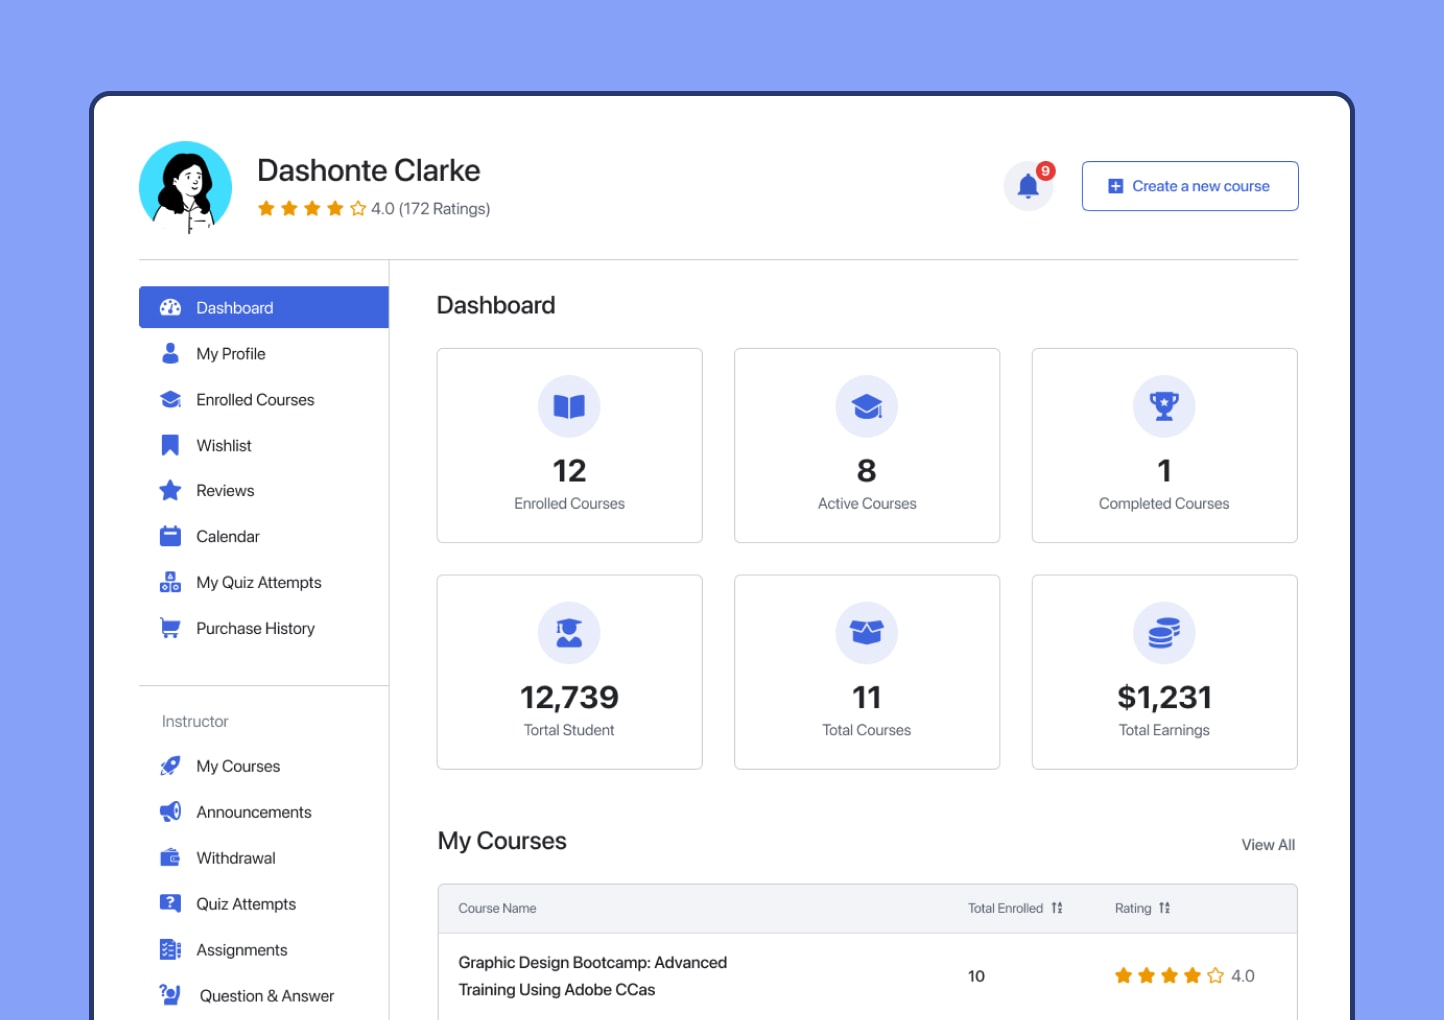 Dashonte Clarke
4.0 (172 Ratings)
9
Create a new course
Dashboard
My Profile
Enrolled Courses
Wishlist
Reviews
Calendar
My Quiz Attempts
Purchase History
Instructor
My Courses
Announcements
Withdrawal
Quiz Attempts
Assignments
Question & Answer
Dashboard
12
Enrolled Courses
8
Active Courses
1
Completed Courses
12,739
Tortal Student
11
Total Courses
$1,231
Total Earnings
My Courses
View All
Course Name
Total Enrolled
Rating
Graphic Design Bootcamp: Advanced
Training Using Adobe CCas
10
4.0